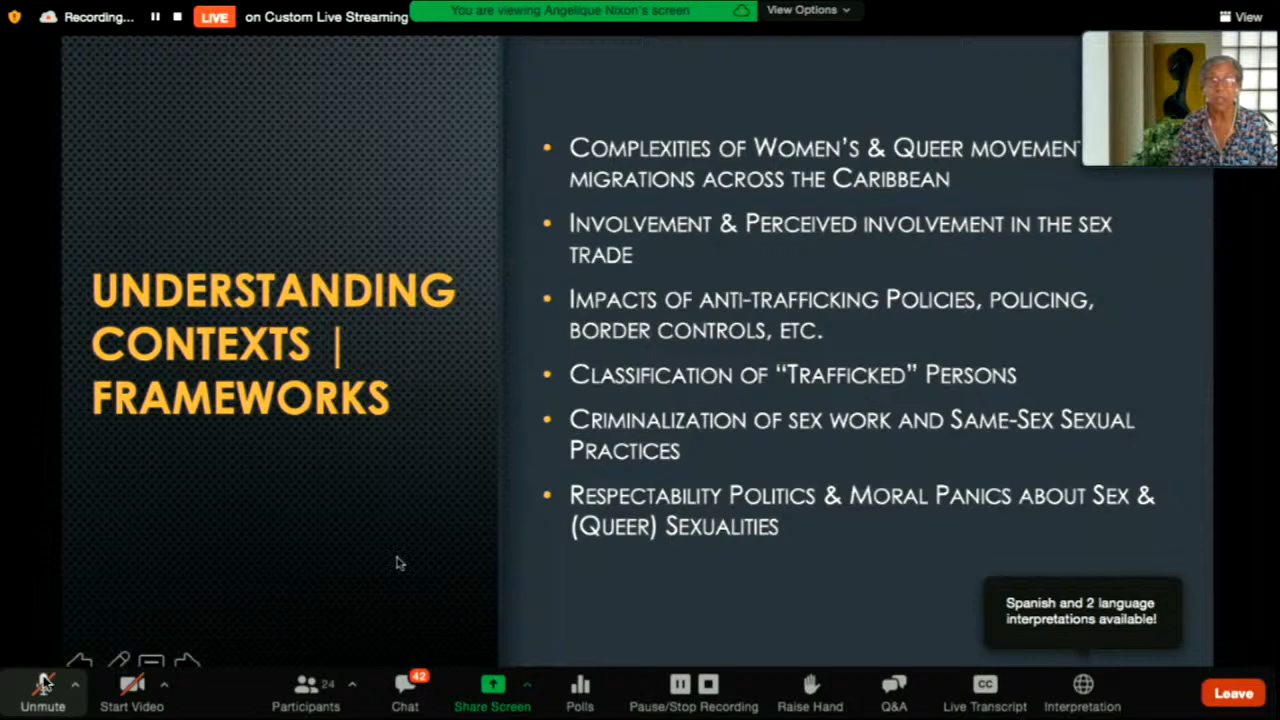 Recording...
LIVE
on Custom Live Streaming
You are viewing Angelique Nixon's screen
View Options
View
UNDERSTANDING
CONTEXTS |
FRAMEWORKS
• COMPLEXITIES OF WOMEN'S & QUEER MOVEMENT
MIGRATIONS ACROSS THE CARIBBEAN
• INVOLVEMENT & PERCEIVED INVOLVEMENT IN THE SEX
TRADE
• IMPACTS OF ANTI-TRAFFICKING POLICIES, POLICING,
BORDER CONTROLS, ETC.
• CLASSIFICATION OF “TRAFFICKED” PERSONS
• CRIMINALIZATION OF SEX WORK AND SAME-SEX SEXUAL
PRACTICES
• RESPECTABILITY POLITICS & MORAL PANICS ABOUT SEX &
(QUEER) SEXUALITIES
Spanish and 2 language
interpretations available!
Unmute
Start Video
24
Participants
42
Chat
Share Screen
Polls
Pause/Stop Recording
Raise Hand
Q&A
CC
Live Transcript
Interpretation
Leave